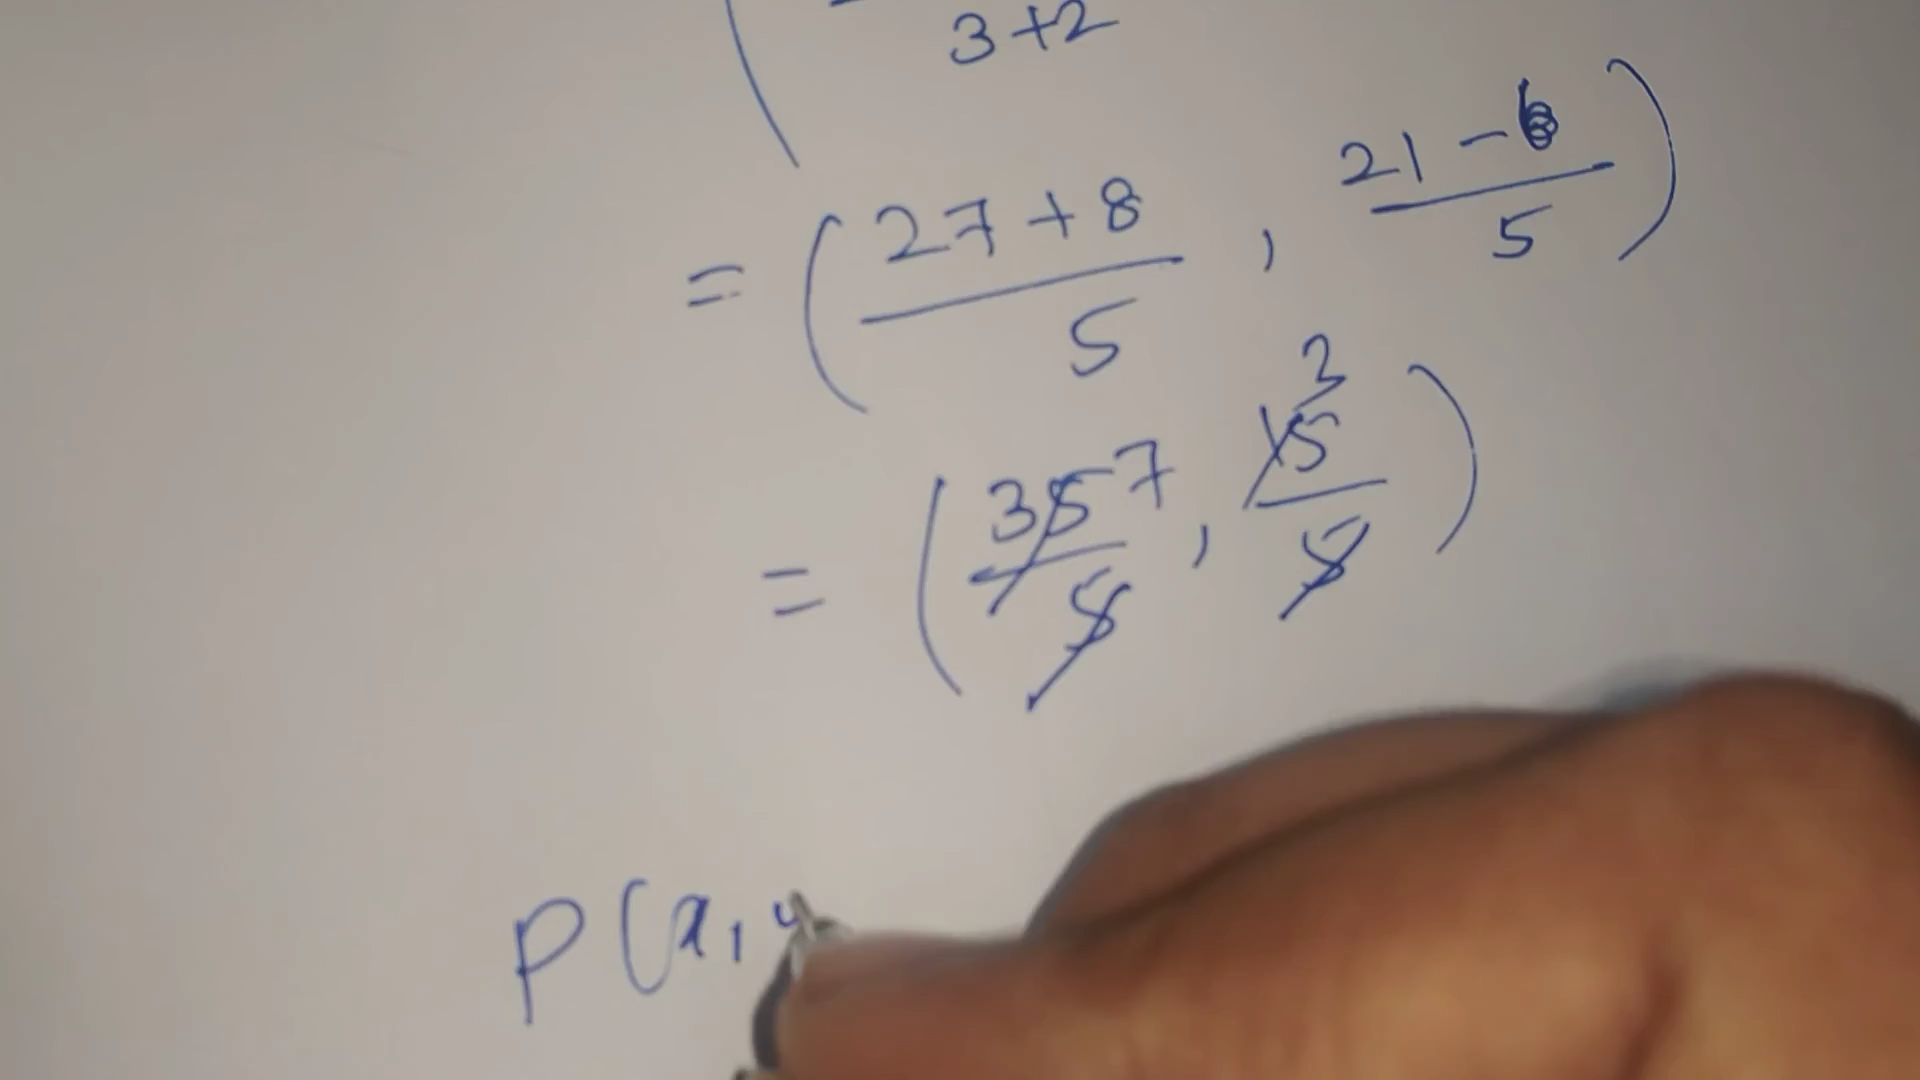 3+2
= ( 27+8 / 5 , 21-6 / 5 )
= ( 35 7 / 5 , 15 3 / 5 )
P(x, y